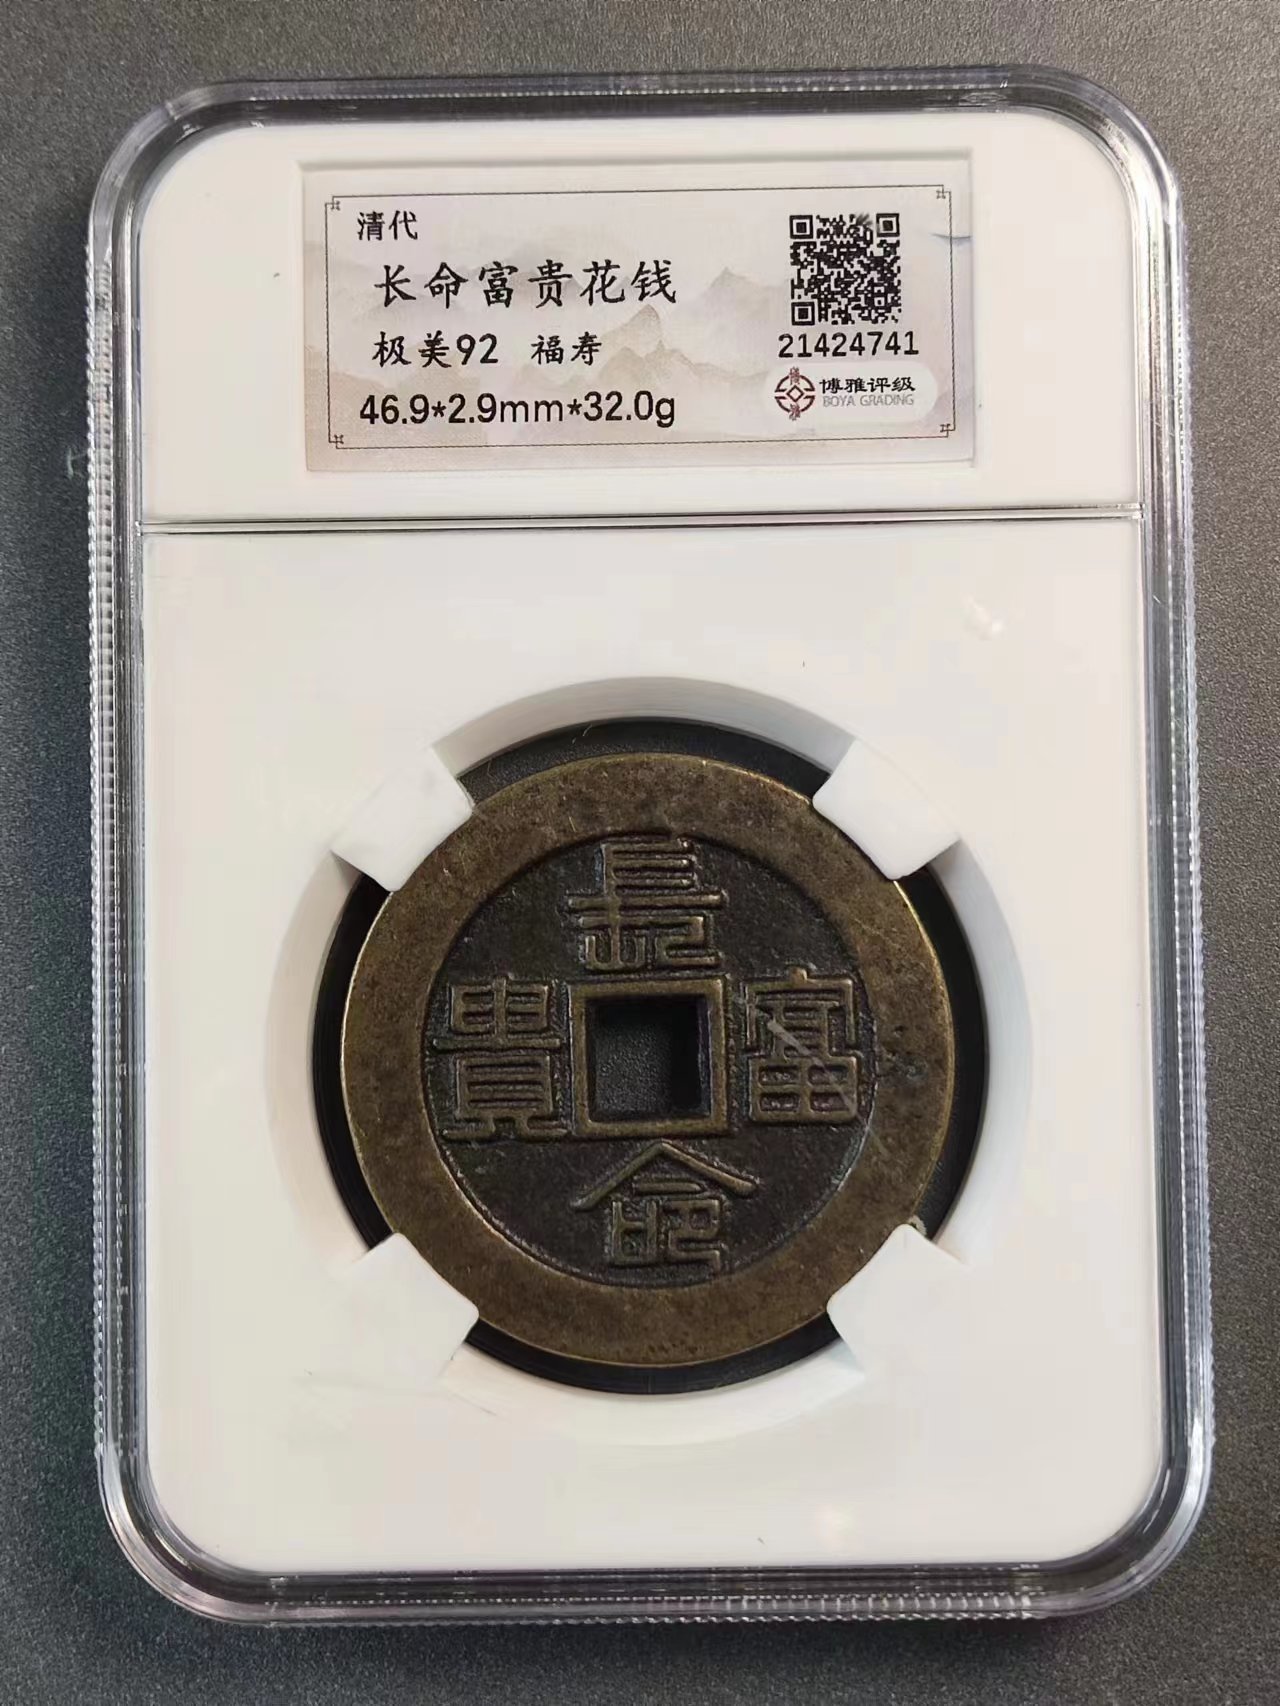 清代
长命富贵花钱
极美92 福寿
46.9*2.9mm*32.0g
21424741
博雅评级
BOYA GRADING
長命富貴